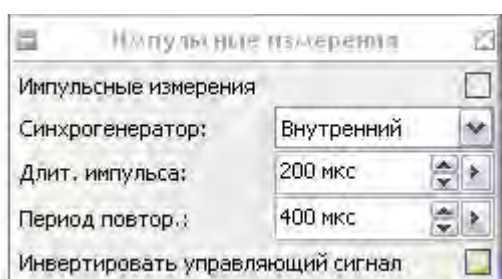 Импульсные измерения
Импульсные измерения
Синхрогенератор: Внутренний
Длит. импульса: 200 мкс
Период повтор.: 400 мкс
Инвертировать управляющий сигнал